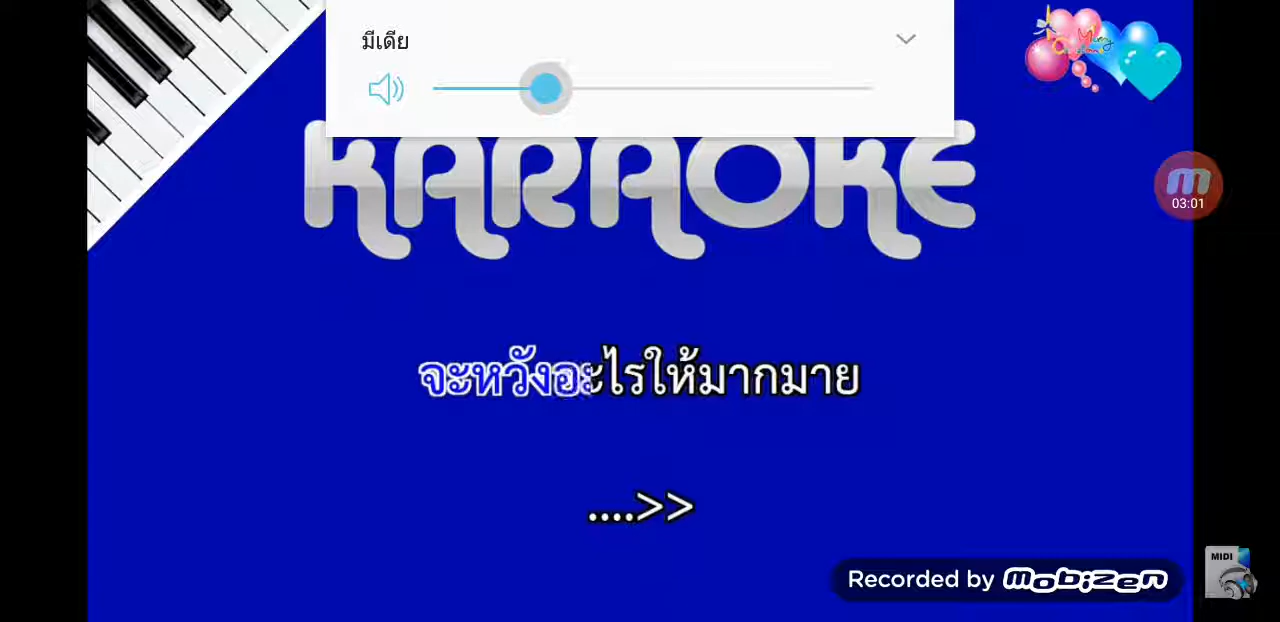 มีเดีย
KARAOKE
03:01
จะหวังอะไรให้มากมาย
....>>
Recorded by mobizen
MIDI